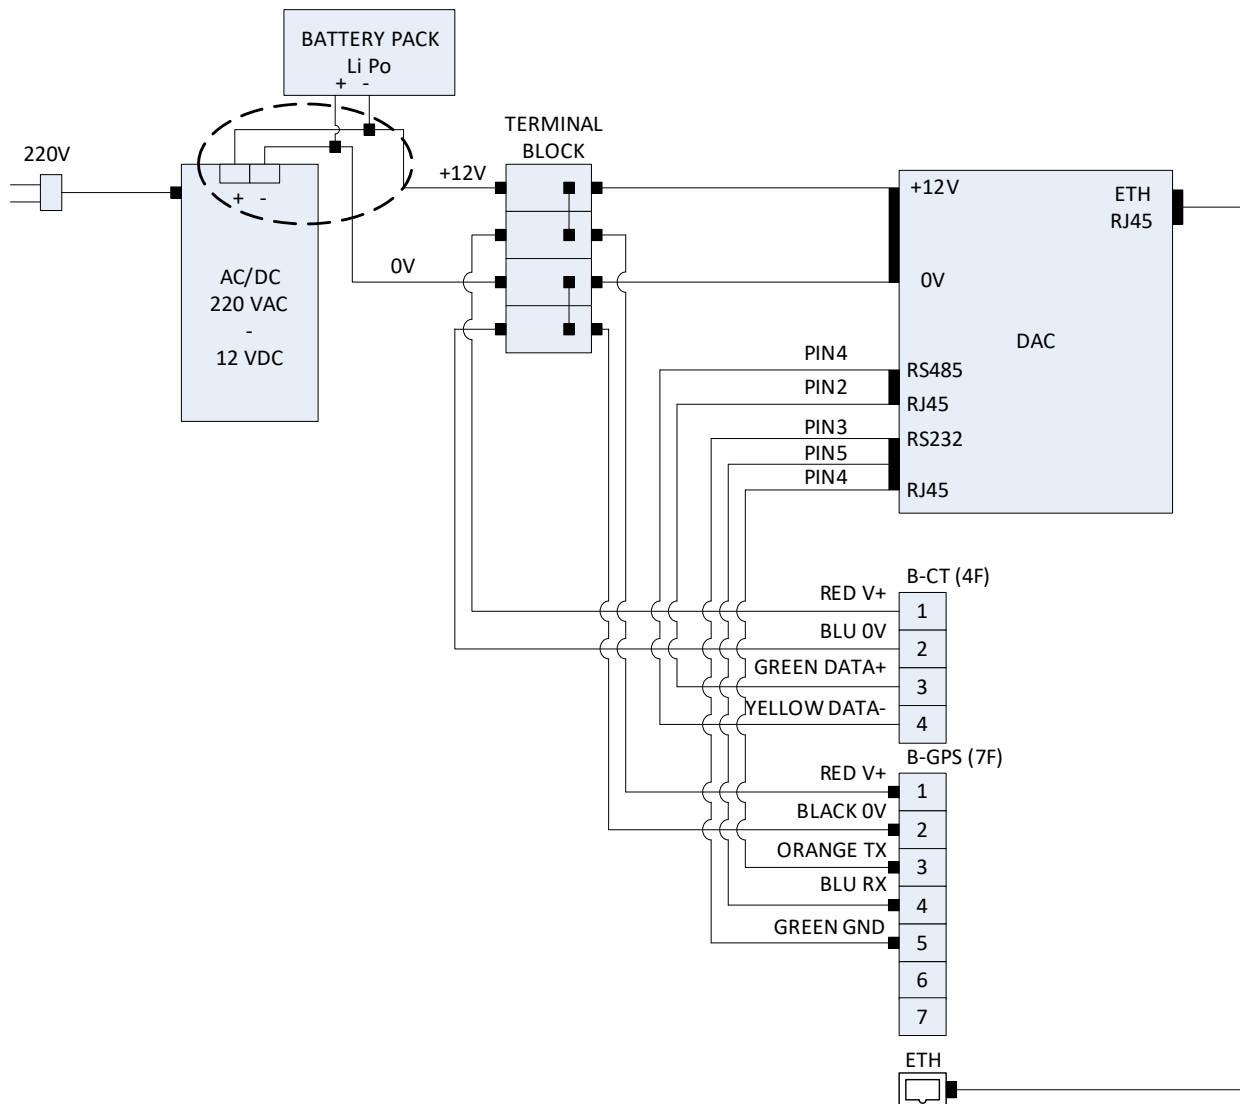 BATTERY PACK
Li Po
+ -
220V
TERMINAL
BLOCK
+12V
+ -
AC/DC
220 VAC
-
12 VDC
0V
+12V
ETH
RJ45
0V
DAC
PIN4
RS485
PIN2
RJ45
PIN3
RS232
PIN5
PIN4
RJ45
B-CT (4F)
RED V+
1
BLU 0V
2
GREEN DATA+
3
YELLOW DATA-
4
B-GPS (7F)
RED V+
1
BLACK 0V
2
ORANGE TX
3
BLU RX
4
GREEN GND
5
6
7
ETH